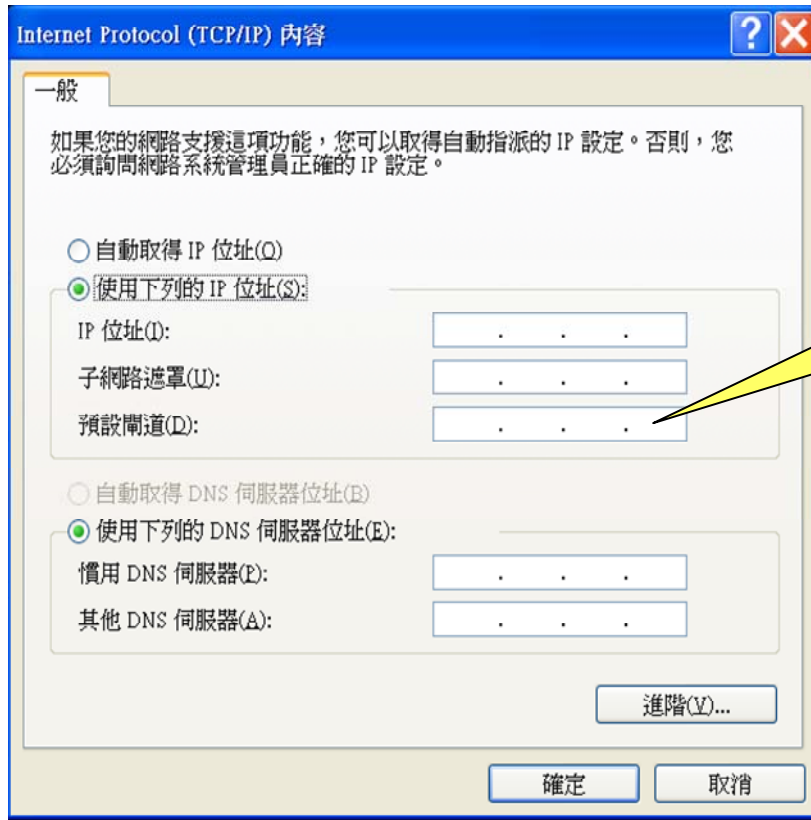 Internet Protocol (TCP/IP) 內容
一般
如果您的網路支援這項功能，您可以取得自動指派的 IP 設定。否則，您
必須詢問網路系統管理員正確的 IP 設定。
自動取得 IP 位址(O)
使用下列的 IP 位址(S):
IP 位址(I):
. . .
子網路遮罩(U):
. . .
預設閘道(D):
. . .
自動取得 DNS 伺服器位址(B)
使用下列的 DNS 伺服器位址(E):
慣用 DNS 伺服器(P):
. . .
其他 DNS 伺服器(A):
. . .
進階(V)...
確定
取消